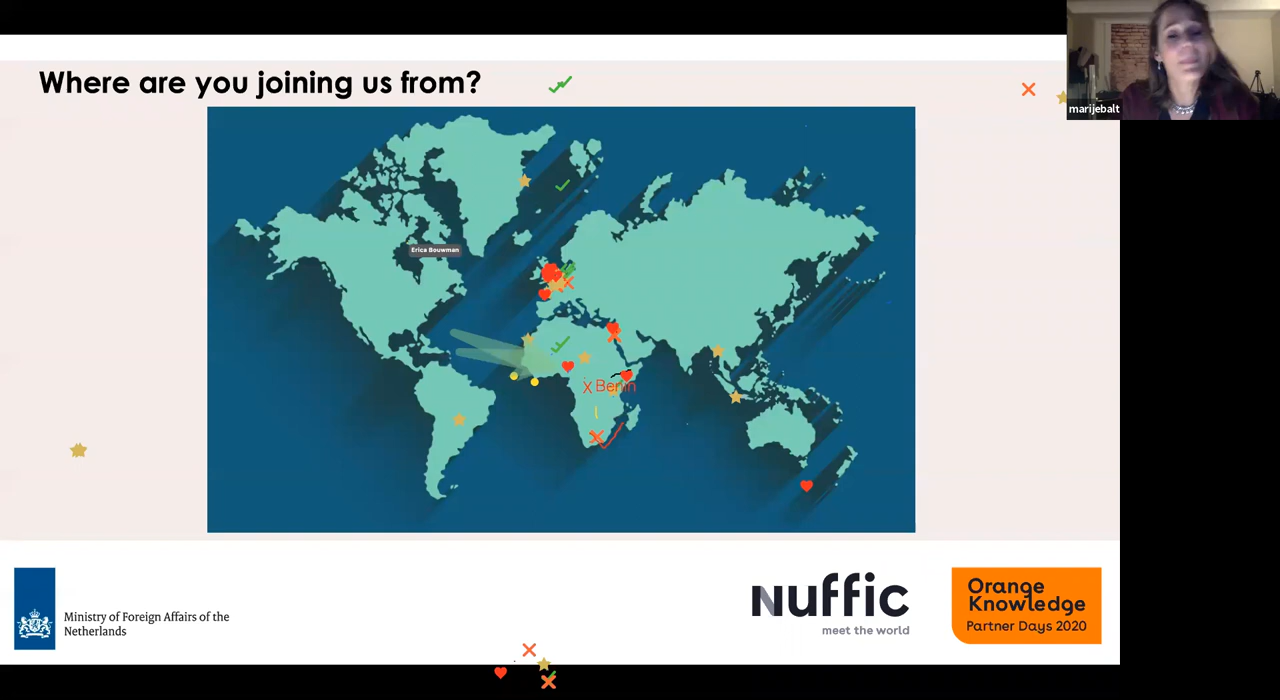 Where are you joining us from?
marijebalt
Erica Bouwman
X Benin
Ministry of Foreign Affairs of the
Netherlands
Nuffic
meet the world
Orange
Knowledge
Partner Days 2020